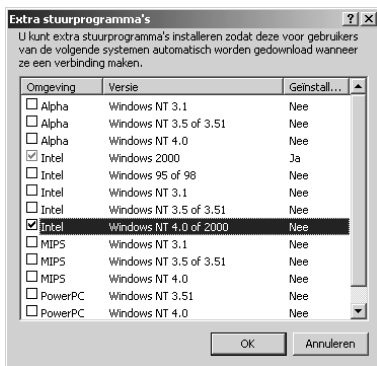 Extra stuurprogramma's
U kunt extra stuurprogramma's installeren zodat deze voor gebruikers
van de volgende systemen automatisch worden gedownload wanneer
ze een verbinding maken.
Omgeving Versie Geïnstall...
Alpha Windows NT 3.1 Nee
Alpha Windows NT 3.5 of 3.51 Nee
Alpha Windows NT 4.0 Nee
Intel Windows 2000 Ja
Intel Windows 95 of 98 Nee
Intel Windows NT 3.1 Nee
Intel Windows NT 3.5 of 3.51 Nee
Intel Windows NT 4.0 of 2000 Nee
MIPS Windows NT 3.1 Nee
MIPS Windows NT 3.5 of 3.51 Nee
MIPS Windows NT 4.0 Nee
PowerPC Windows NT 3.51 Nee
PowerPC Windows NT 4.0 Nee
OK Annuleren